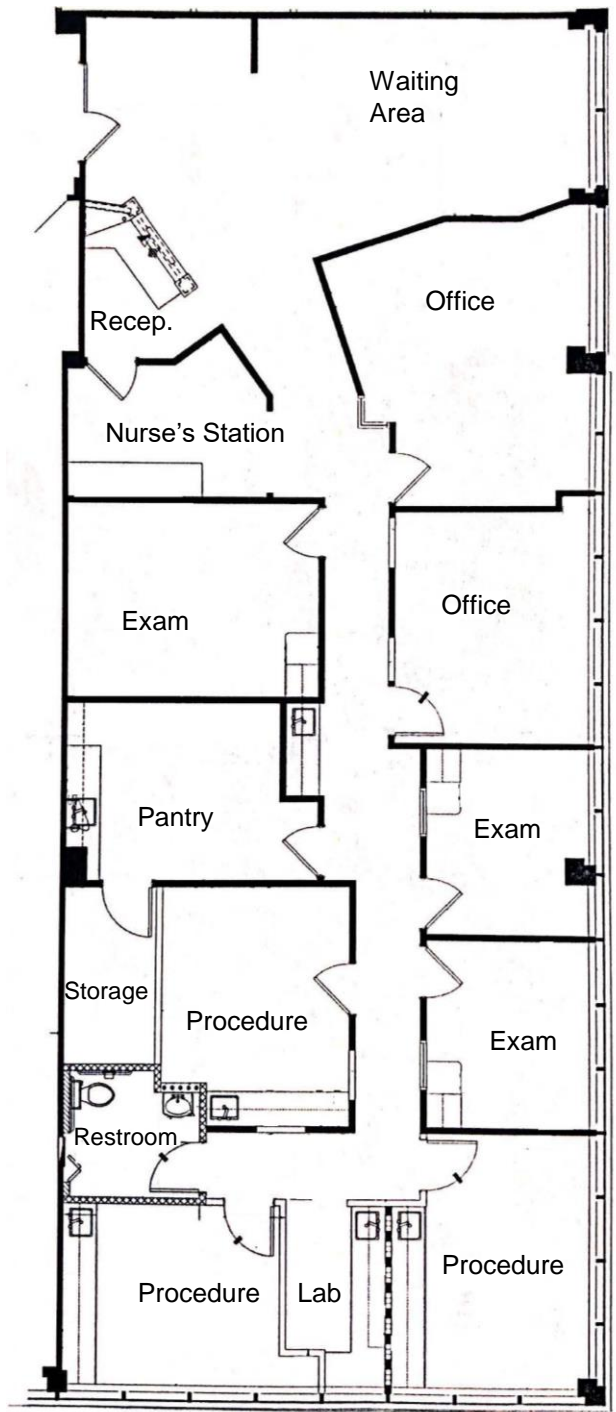 Waiting
Area
Office
Recep.
Nurse's Station
Exam
Office
Pantry
Exam
Storage
Procedure
Exam
Restroom
Procedure
Lab
Procedure